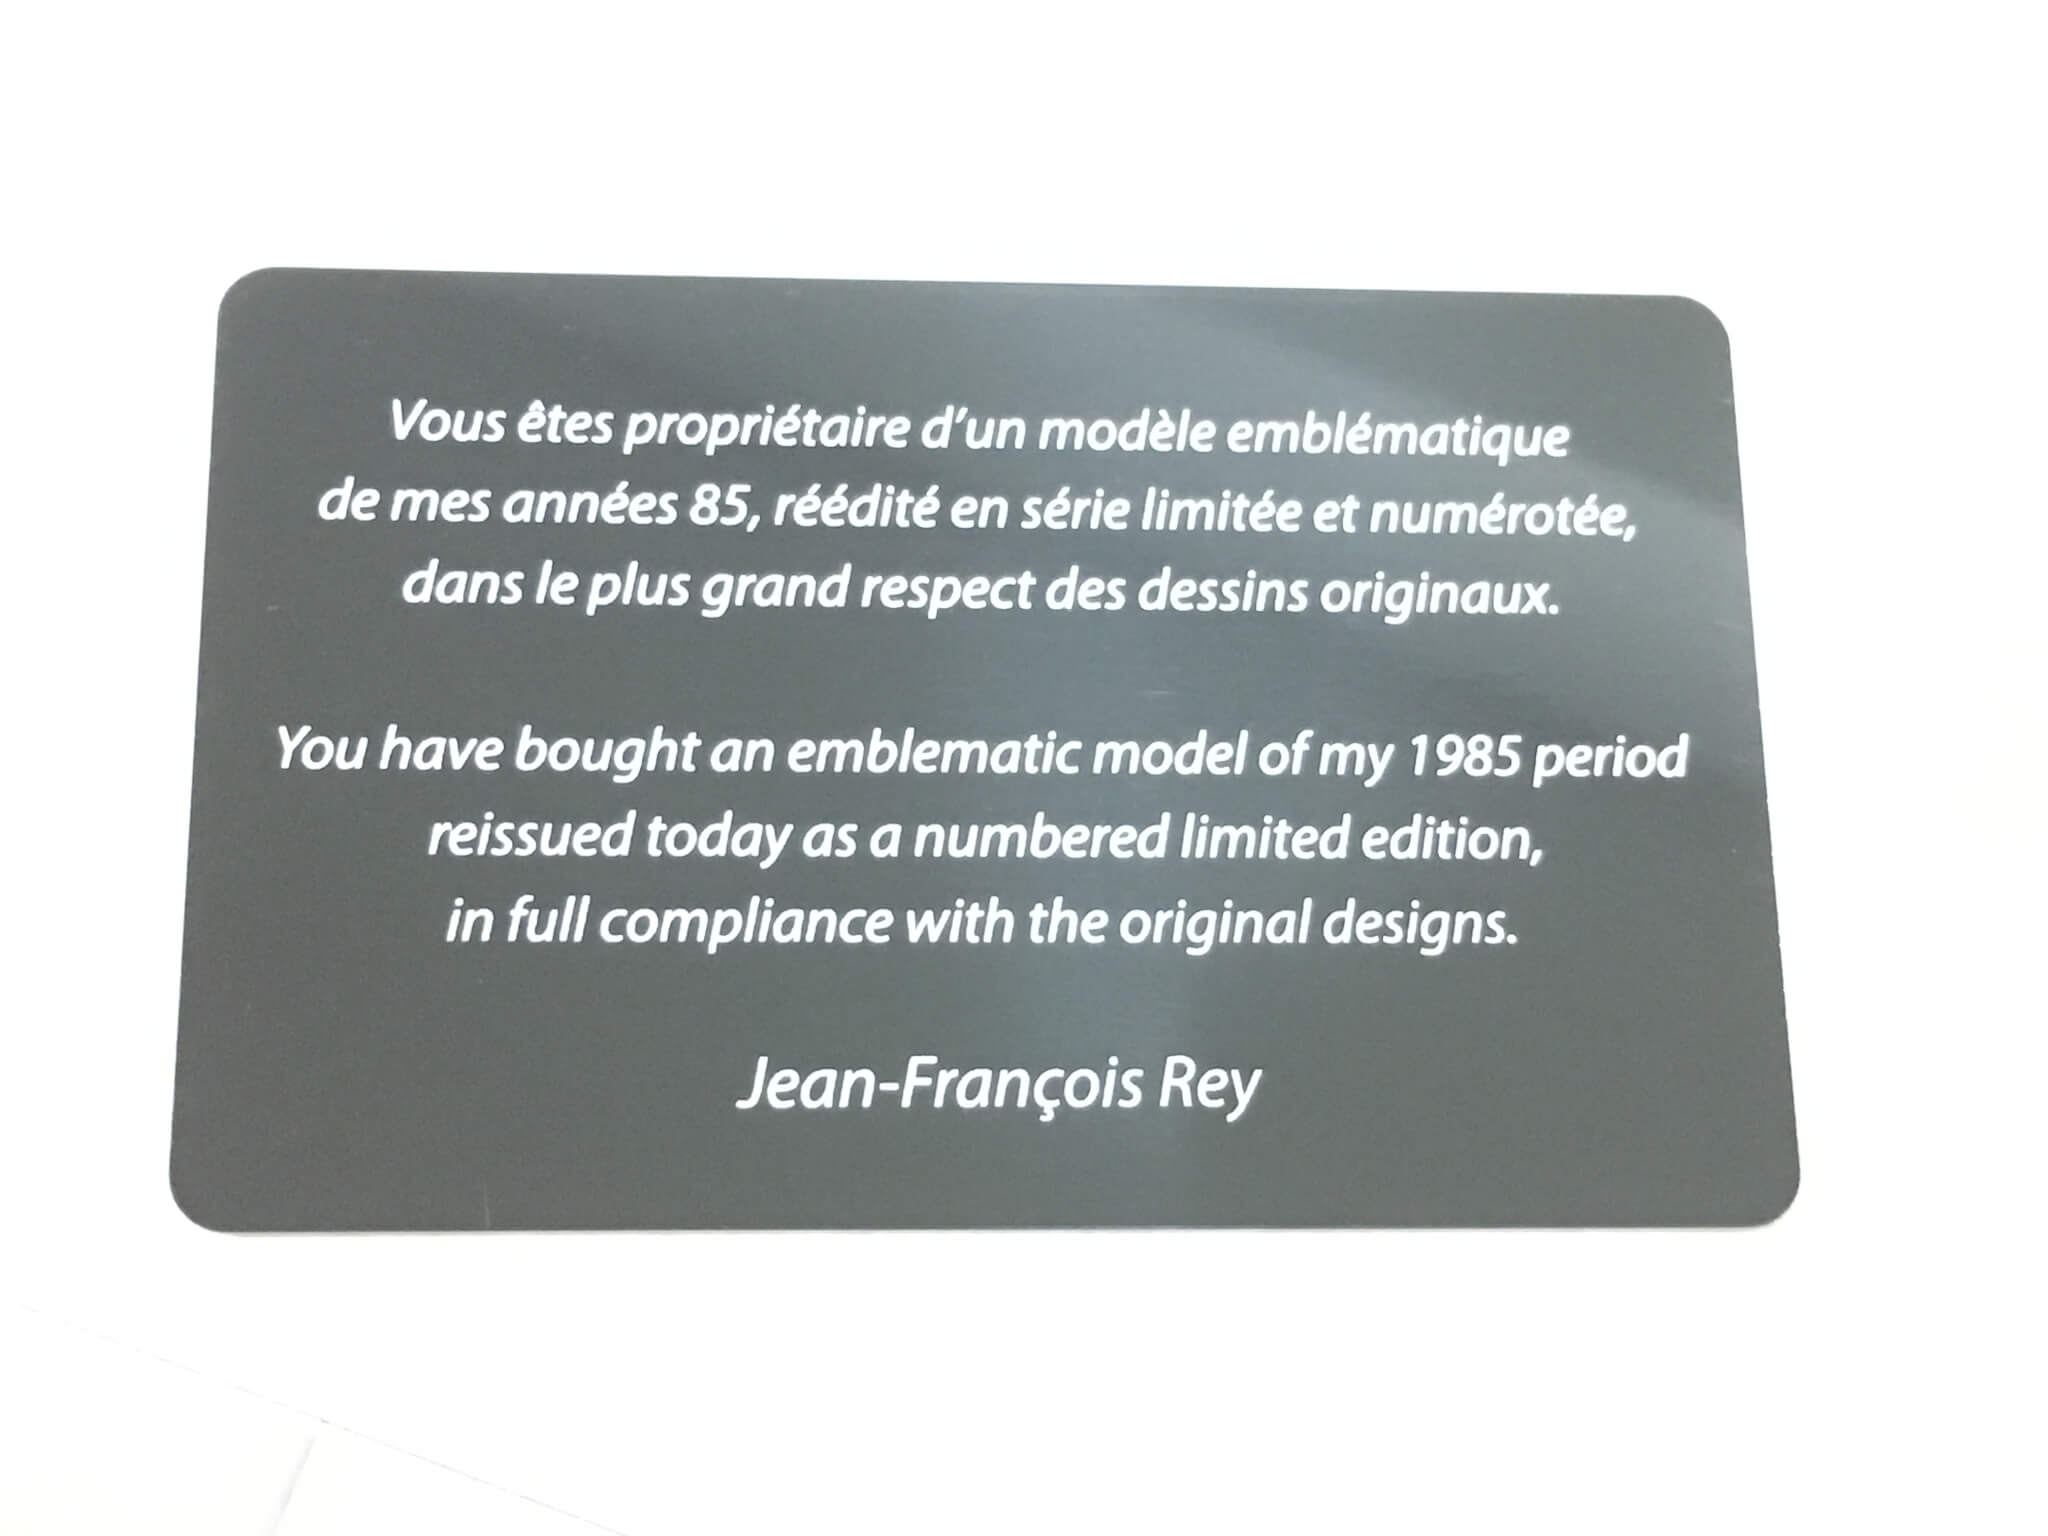 Vous êtes propriétaire d'un modèle emblématique
de mes années 85, réédité en série limitée et numérotée,
dans le plus grand respect des dessins originaux.
You have bought an emblematic model of my 1985 period
reissued today as a numbered limited edition,
in full compliance with the original designs.
Jean-François Rey